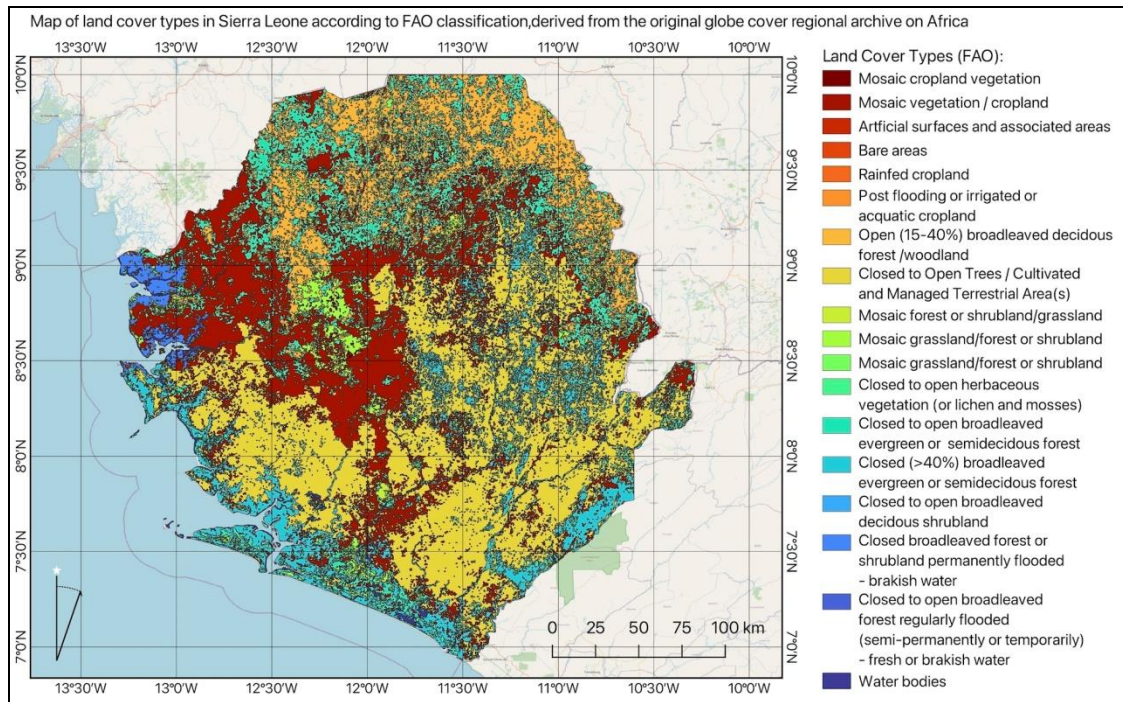 Map of land cover types in Sierra Leone according to FAO classification,derived from the original globe cover regional archive on Africa
13°30'W 13°0'W 12°30'W 12°0'W 11°30'W 11°0'W 10°30'W 10°0'W
10°0'N 10°0'N
9°30'N 9°30'N
9°0'N 9°0'N
8°30'N 8°30'N
8°0'N 8°0'N
7°30'N 7°30'N
7°0'N 7°0'N
0 25 50 75 100 km
13°30'W 13°0'W 12°30'W 12°0'W 11°30'W 11°0'W 10°30'W 10°0'W
Land Cover Types (FAO):
Mosaic cropland vegetation
Mosaic vegetation / cropland
Artficial surfaces and associated areas
Bare areas
Rainfed cropland
Post flooding or irrigated or
acquatic cropland
Open (15-40%) broadleaved decidous
forest /woodland
Closed to Open Trees / Cultivated
and Managed Terrestrial Area(s)
Mosaic forest or shrubland/grassland
Mosaic grassland/forest or shrubland
Mosaic grassland/forest or shrubland
Closed to open herbaceous
vegetation (or lichen and mosses)
Closed to open broadleaved
evergreen or semidecidous forest
Closed (>40%) broadleaved
evergreen or semidecidous forest
Closed to open broadleaved
decidous shrubland
Closed broadleaved forest or
shrubland permanently flooded
- brakish water
Closed to open broadleaved
forest regularly flooded
(semi-permanently or temporarily)
- fresh or brakish water
Water bodies